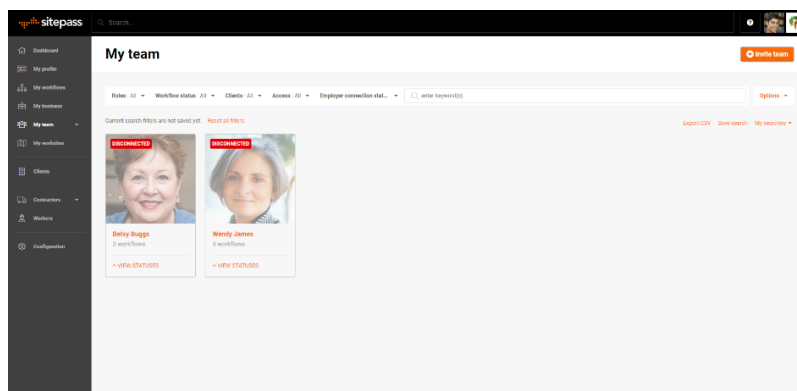 sitepass
Search...
Dashboard
My profile
My workflows
My business
My team
My worksites
Clients
Contractors
Workers
Configuration
My team
Invite team
Roles All Workflow status All Clients All Access All Employer connection stat... enter keyword(s)
Options
Current search filters are not saved yet. Reset all filters
Export CSV Save search My searches
DISCONNECTED
Betsy Buggs
3 workflows
VIEW STATUSES
DISCONNECTED
Wendy James
workflows
VIEW STATUSES